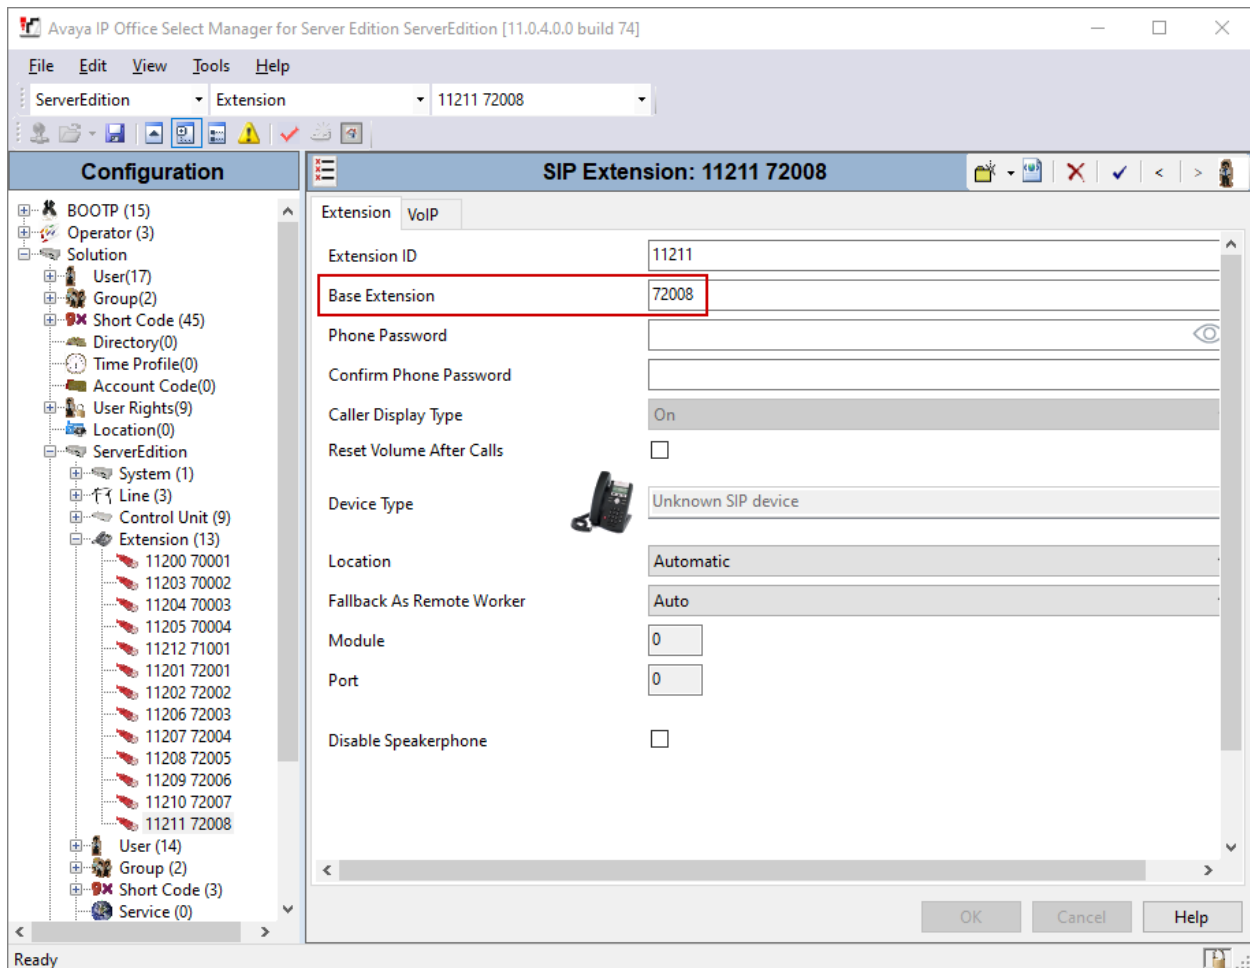 Avaya IP Office Select Manager for Server Edition ServerEdition [11.0.4.0.0 build 74]
File Edit View Tools Help
ServerEdition Extension 11211 72008
Configuration
BOOTP (15)
Operator (3)
Solution
User(17)
Group(2)
Short Code (45)
Directory(0)
Time Profile(0)
Account Code(0)
User Rights(9)
Location(0)
ServerEdition
System (1)
Line (3)
Control Unit (9)
Extension (13)
11200 70001
11203 70002
11204 70003
11205 70004
11212 71001
11201 72001
11202 72002
11206 72003
11207 72004
11208 72005
11209 72006
11210 72007
11211 72008
User (14)
Group (2)
Short Code (3)
Service (0)
SIP Extension: 11211 72008
Extension VoIP
Extension ID 11211
Base Extension 72008
Phone Password
Confirm Phone Password
Caller Display Type On
Reset Volume After Calls
Device Type Unknown SIP device
Location Automatic
Fallback As Remote Worker Auto
Module 0
Port 0
Disable Speakerphone
OK Cancel Help
Ready